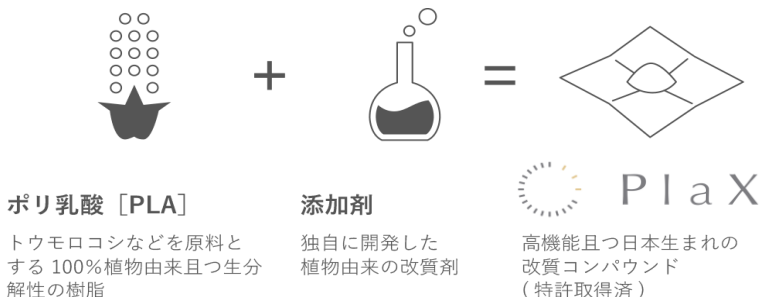 ポリ乳酸［PLA］
トウモロコシなどを原料と
する100%植物由来且つ生分
解性の樹脂
添加剤
独自に開発した
植物由来の改質剤
PlaX
高機能且つ日本生まれの
改質コンパウンド
(特許取得済)